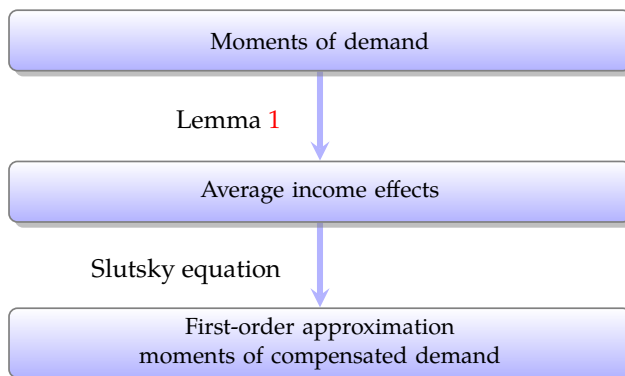 Moments of demand
Lemma 1
Average income effects
Slutsky equation
First-order approximation
moments of compensated demand